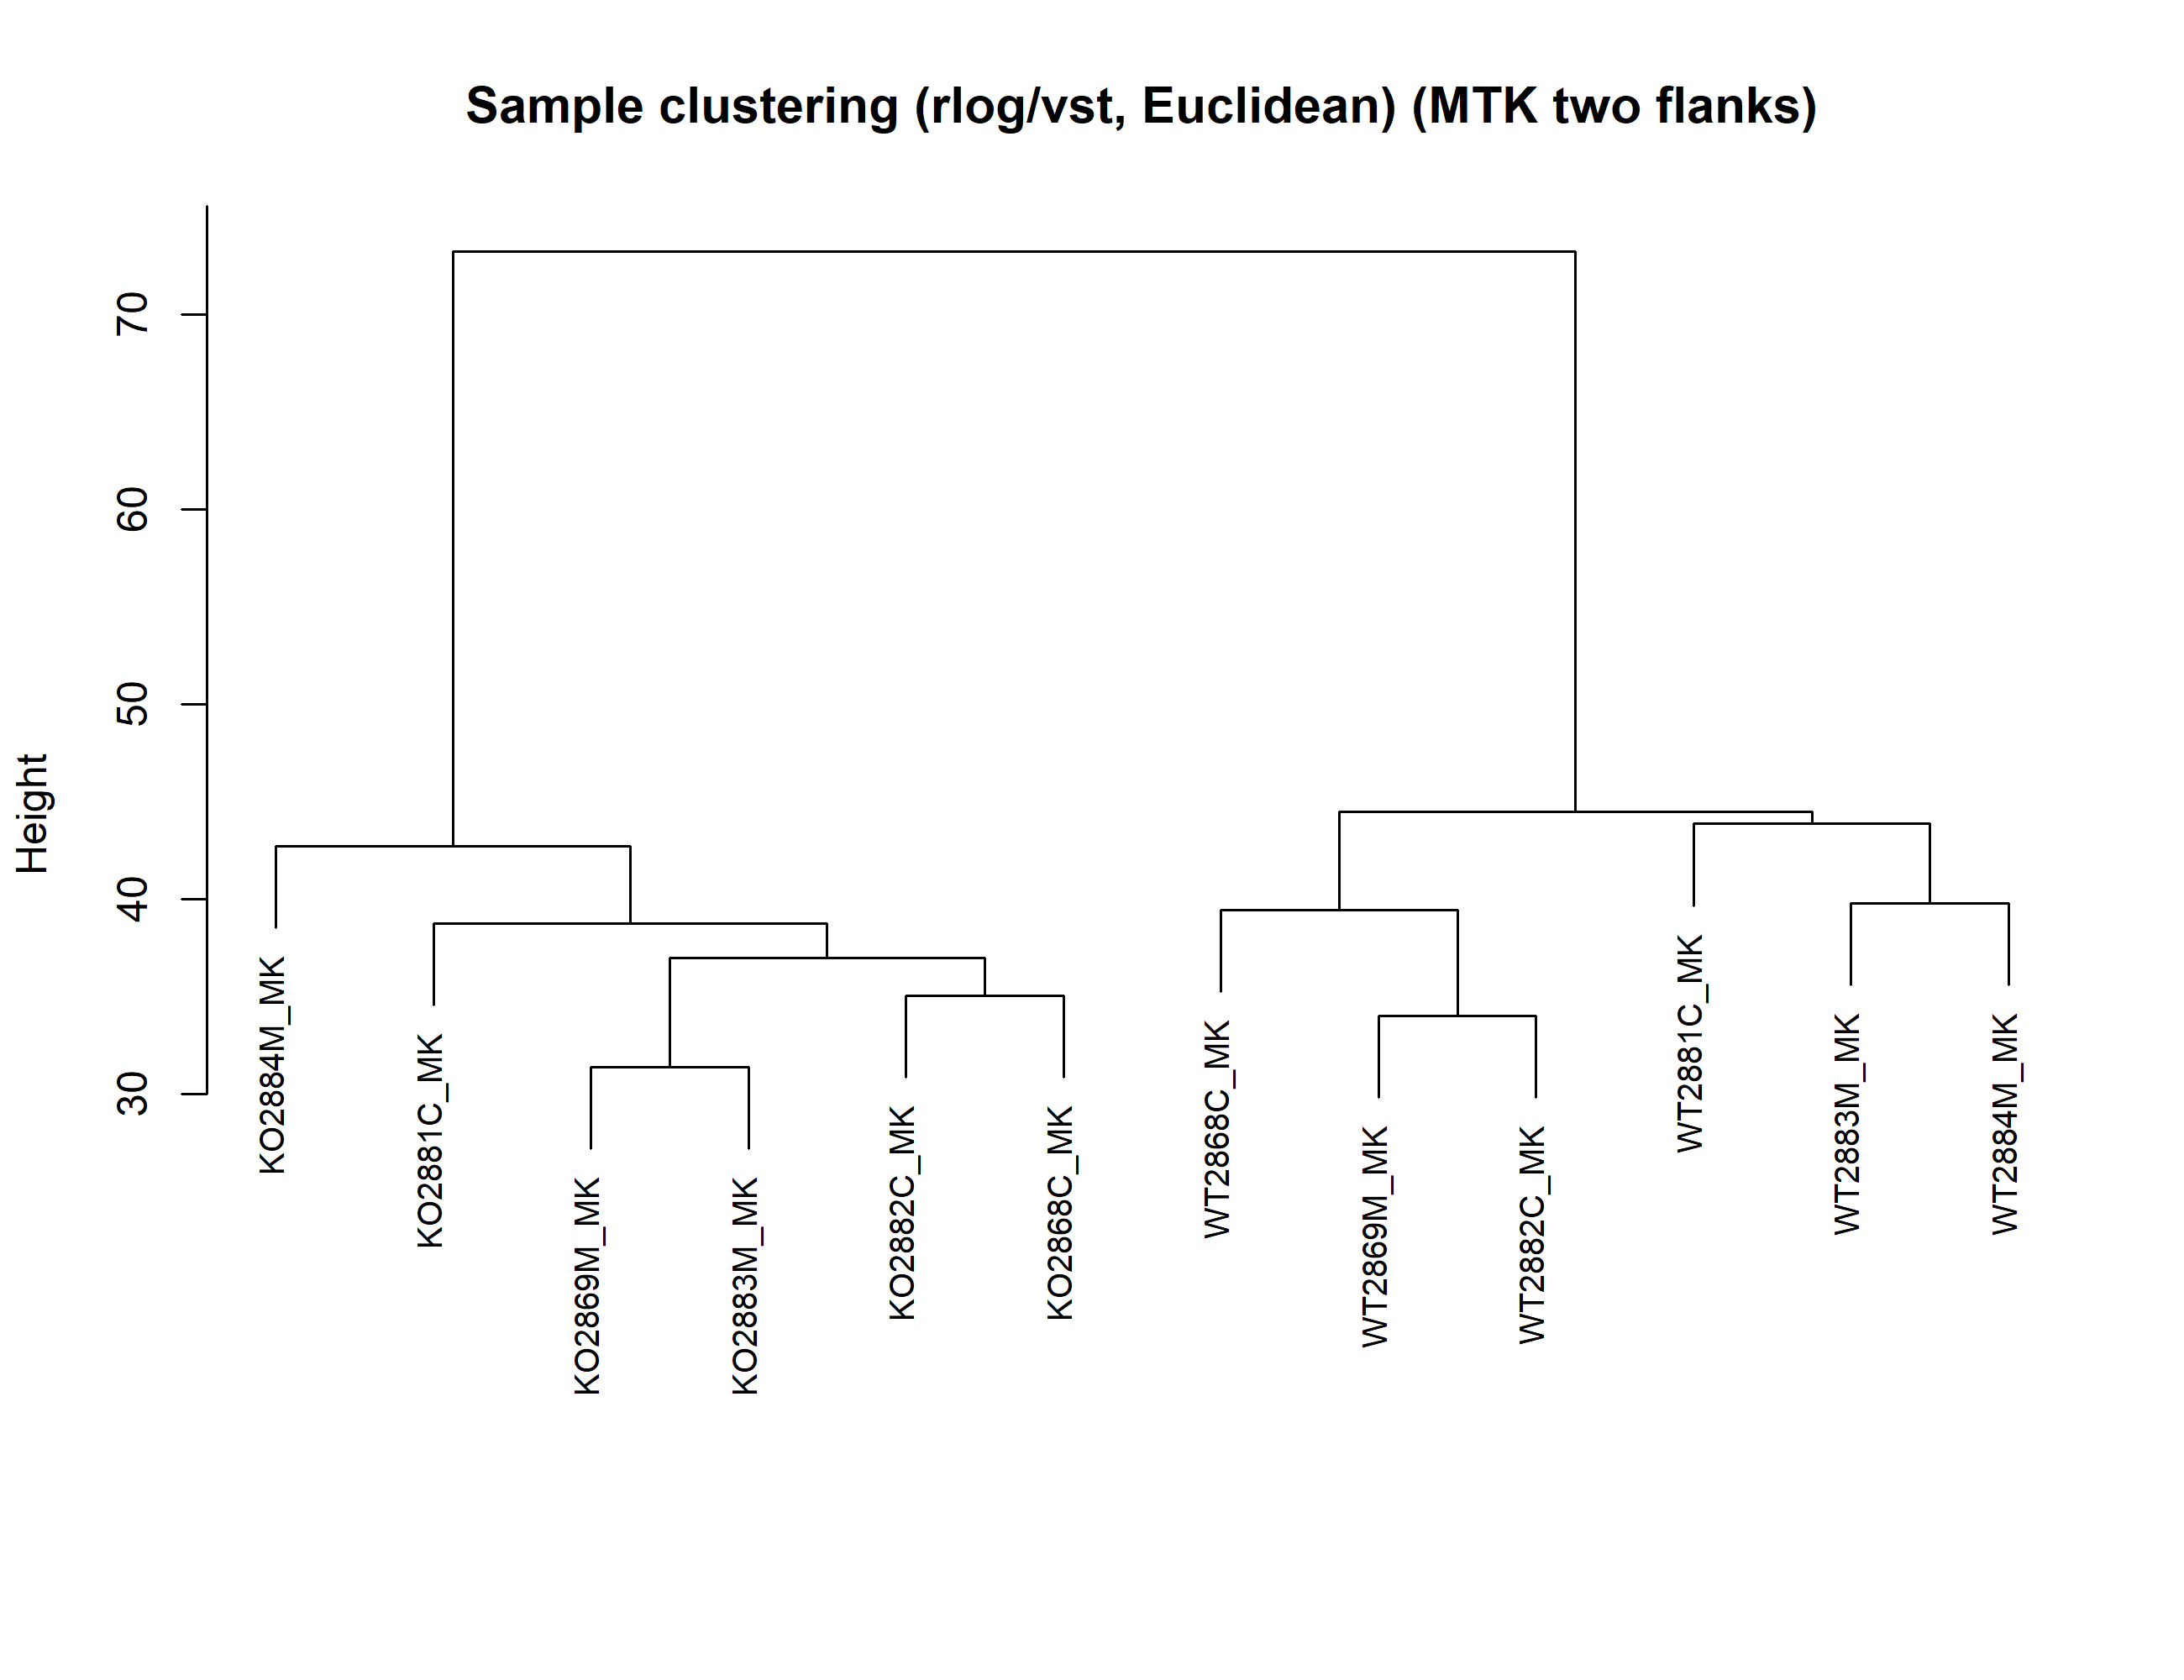 Sample clustering (rlog/vst, Euclidean) (MTK two flanks)
Height
70
60
50
40
30
KO2884M_MK
KO2881C_MK
KO2869M_MK
KO2883M_MK
KO2882C_MK
KO2868C_MK
WT2868C_MK
WT2869M_MK
WT2882C_MK
WT2881C_MK
WT2883M_MK
WT2884M_MK